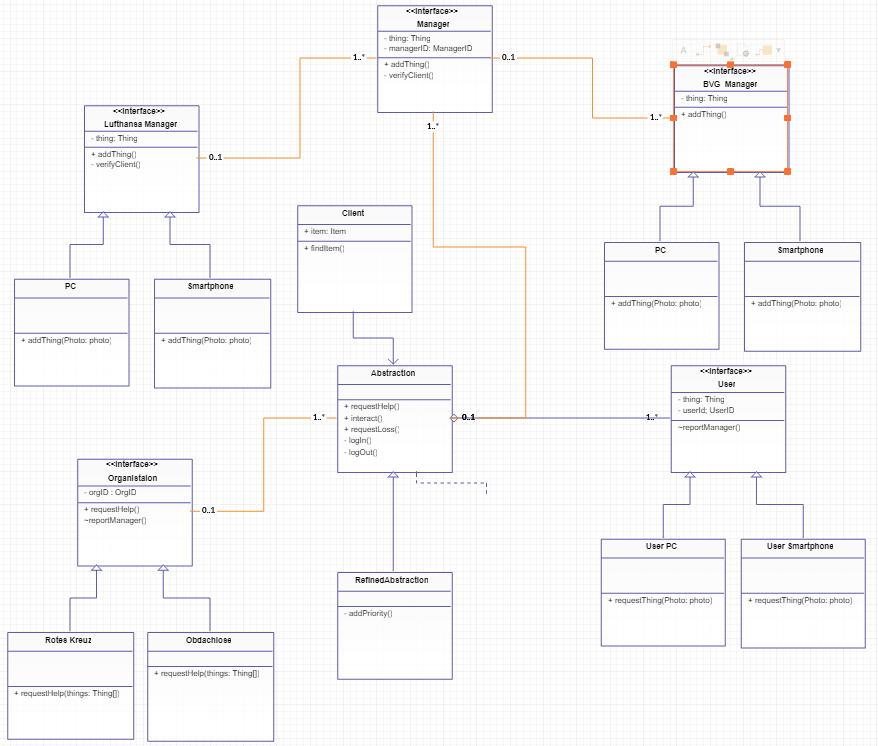 <<Interface>>
Manager
- thing: Thing
- managerID: ManagerID
+ addThing()
- verifyClient()
1..*
0..1
1..*
<<Interface>>
BVG Manager
- thing: Thing
+ addThing()
1..*
<<Interface>>
Lufthansa Manager
- thing: Thing
+ addThing()
- verifyClient()
0..1
Client
+ item: Item
+ findItem()
PC
+ addThing(Photo: photo)
Smartphone
+ addThing(Photo: photo)
PC
+ addThing(Photo: photo)
Smartphone
+ addThing(Photo: photo)
Abstraction
+ requestHelp()
+ interact()
+ requestLoss()
- logIn()
- logOut()
1..*
0..1
1..*
<<Interface>>
User
- thing: Thing
- userId; UserID
~reportManager()
<<Interface>>
Organistaion
- orgID : OrgID
+ requestHelp()
~reportManager()
0..1
RefinedAbstraction
- addPriority()
User PC
+ requestThing(Photo: photo)
User Smartphone
+ requestThing(Photo: photo)
Rotes Kreuz
+ requestHelp(things: Thing[])
Obdachlose
+ requestHelp(things: Thing[])